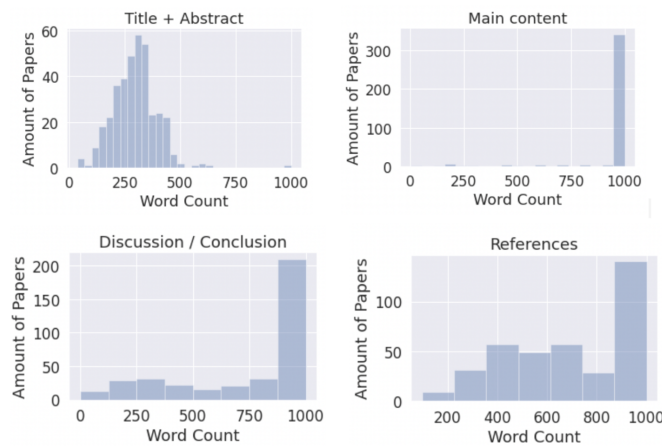 Title + Abstract
Amount of Papers
60
40
20
0
0 250 500 750 1000
Word Count
Main content
Amount of Papers
300
200
100
0
0 250 500 750 1000
Word Count
Discussion / Conclusion
Amount of Papers
200
150
100
50
0
0 250 500 750 1000
Word Count
References
Amount of Papers
100
50
0
200 400 600 800 1000
Word Count